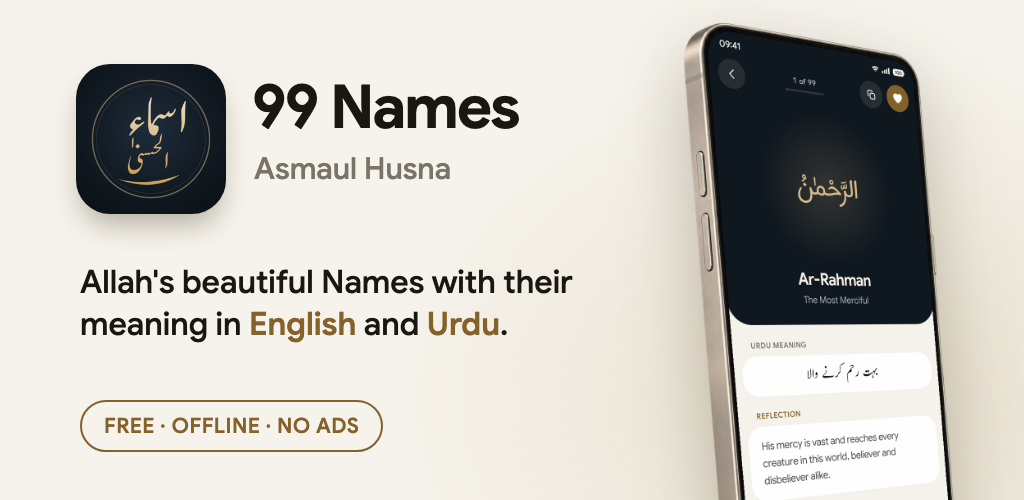 اسماء
الحسنى
99 Names
Asmaul Husna
Allah's beautiful Names with their
meaning in English and Urdu.
FREE · OFFLINE · NO ADS
09:41
1 of 99
الرَّحْمٰنُ
Ar-Rahman
The Most Merciful
URDU MEANING
بہت رحم کرنے والا
REFLECTION
His mercy is vast and reaches every
creature in this world, believer and
disbeliever alike.